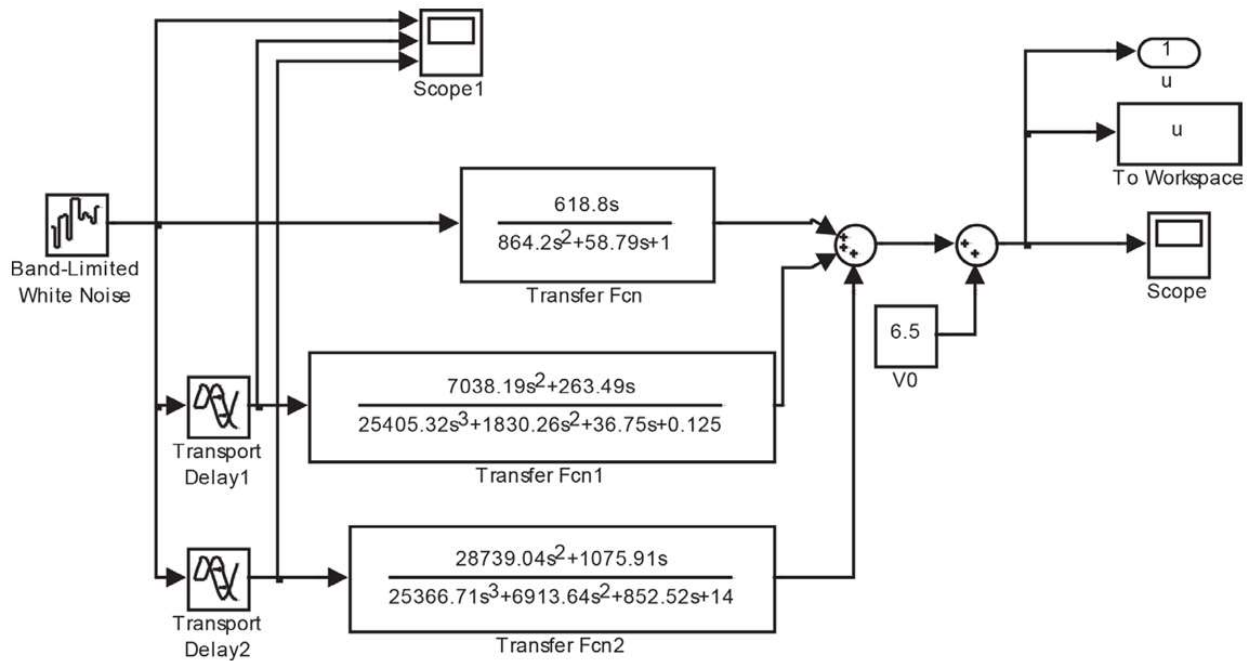 Scope1
1
u
u
To Workspace
618.8s
864.2s²+58.79s+1
Transfer Fcn
Band-Limited
White Noise
Scope
6.5
V0
7038.19s²+263.49s
25405.32s³+1830.26s²+36.75s+0.125
Transfer Fcn1
Transport
Delay1
28739.04s²+1075.91s
25366.71s³+6913.64s²+852.52s+14
Transfer Fcn2
Transport
Delay2